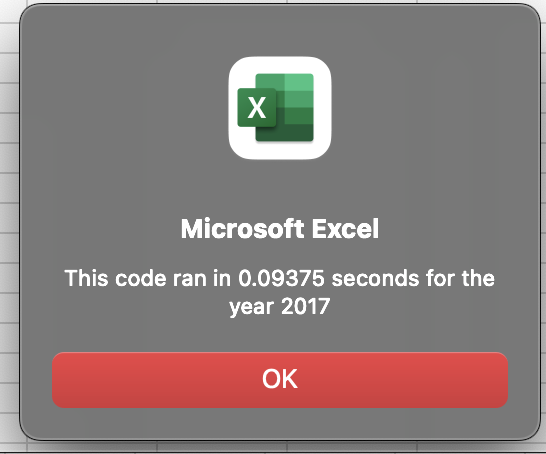 X
Microsoft Excel
This code ran in 0.09375 seconds for the
year 2017
OK